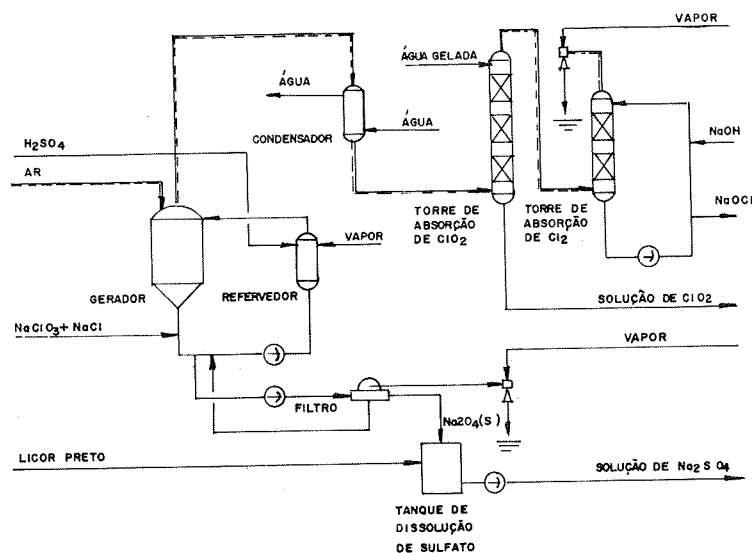 VAPOR
ÁGUA GELADA
ÁGUA
ÁGUA
CONDENSADOR
H2SO4
AR
NaOH
NaOCl
TORRE DE
ABSORÇÃO
DE ClO2
TORRE DE
ABSORÇÃO
DE Cl2
VAPOR
GERADOR
REFERVEDOR
SOLUÇÃO DE ClO2
NaClO3 + NaCl
VAPOR
FILTRO
Na2O4(S)
LICOR PRETO
SOLUÇÃO DE Na2SO4
TANQUE DE
DISSOLUÇÃO
DE SULFATO